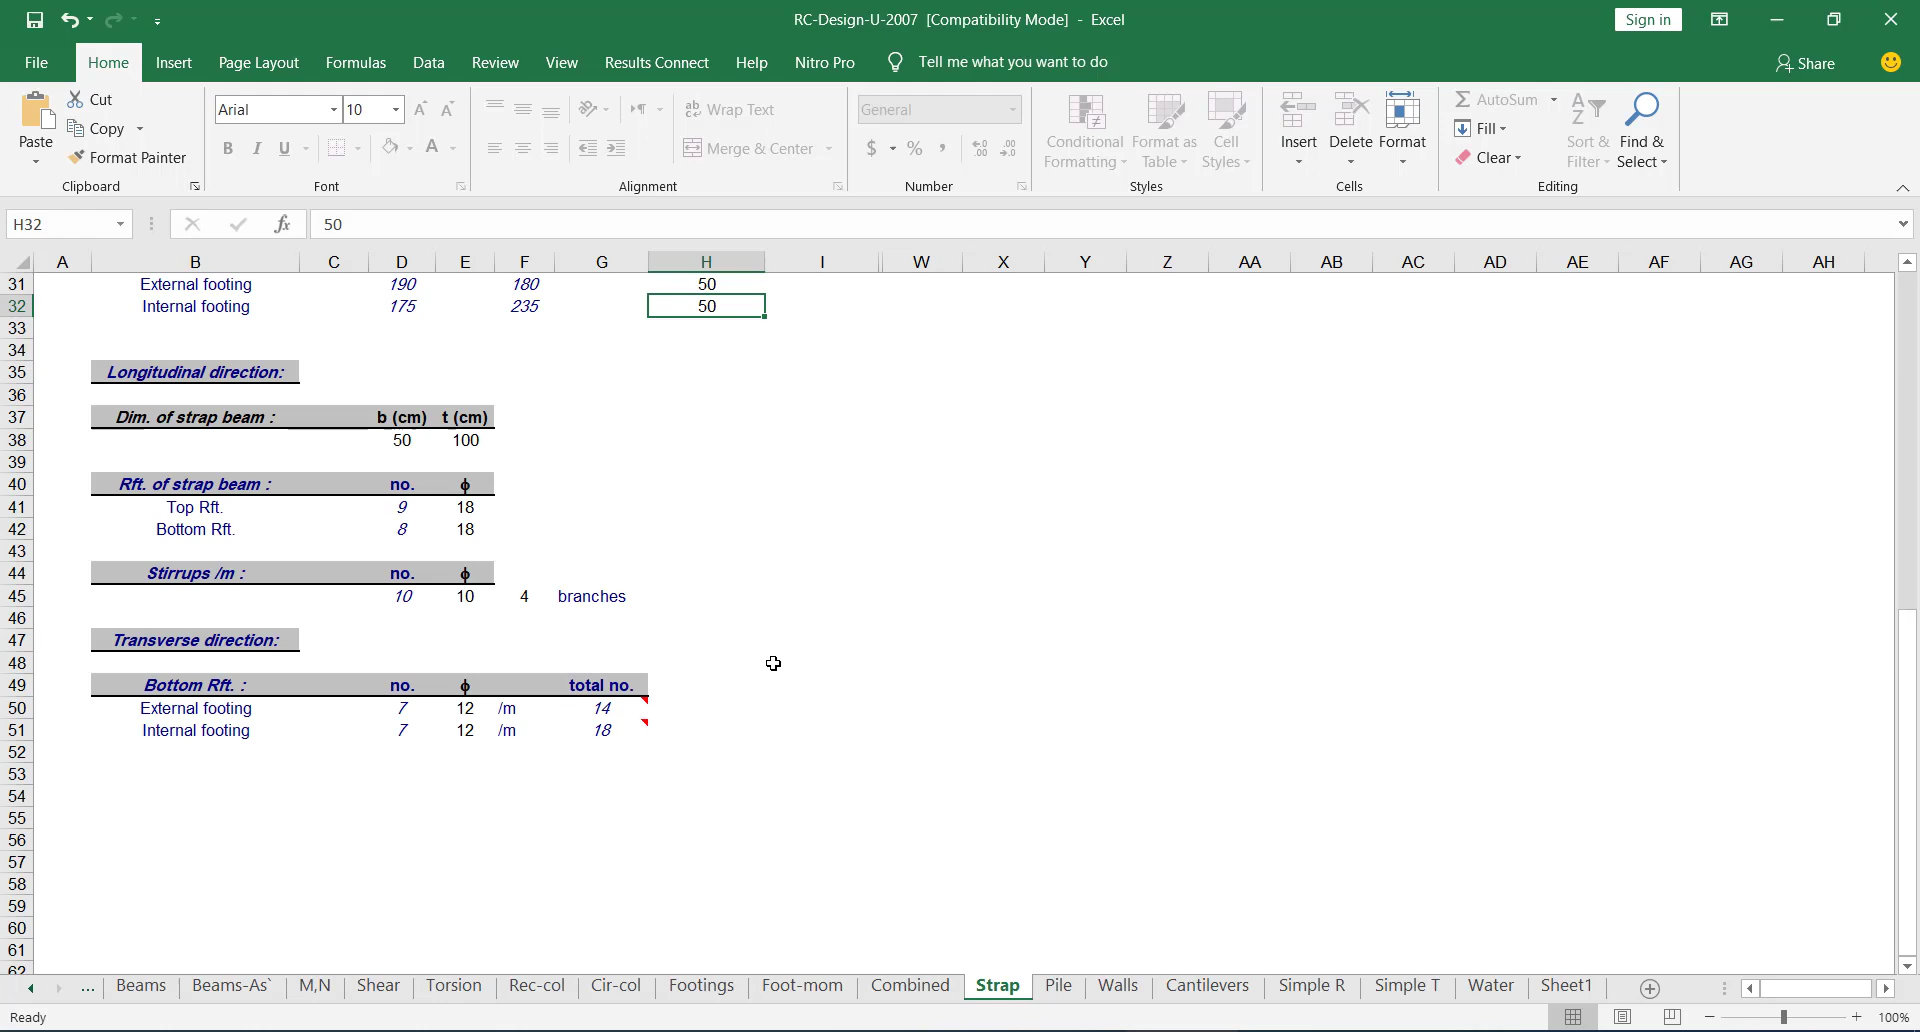 RC-Design-U-2007 [Compatibility Mode] - Excel
Sign in
File Home Insert Page Layout Formulas Data Review View Results Connect Help Nitro Pro Tell me what you want to do Share
Paste
Cut
Copy
Format Painter
Clipboard
Arial 10
B I U A
Font
Wrap Text
Merge & Center
Alignment
General
$ % ,
Number
Conditional Formatting
Format as Table
Cell Styles
Styles
Insert Delete Format
Cells
AutoSum
Fill
Clear
Sort & Filter
Find & Select
Editing
H32 fx 50
A B C D E F G H I W X Y Z AA AB AC AD AE AF AG AH
31 External footing 190 180 50
32 Internal footing 175 235 50
33
34
35 Longitudinal direction:
36
37 Dim. of strap beam : b (cm) t (cm)
38 50 100
39
40 Rft. of strap beam : no. ϕ
41 Top Rft. 9 18
42 Bottom Rft. 8 18
43
44 Stirrups /m : no. ϕ
45 10 10 4 branches
46
47 Transverse direction:
48
49 Bottom Rft. : no. ϕ total no.
50 External footing 7 12 /m 14
51 Internal footing 7 12 /m 18
52
53
54
55
56
57
58
59
60
61
62
... Beams Beams-As` M,N Shear Torsion Rec-col Cir-col Footings Foot-mom Combined Strap Pile Walls Cantilevers Simple R Simple T Water Sheet1
Ready 100%